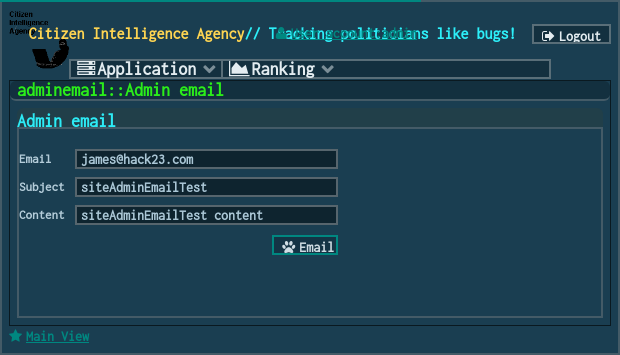 Citizen
Intelligence
Agency
Citizen Intelligence Agency// Tracking politicians like bugs!
Logout
Application
Ranking
adminemail::Admin email
Admin email
Email
james@hack23.com
Subject
siteAdminEmailTest
Content
siteAdminEmailTest content
Email
Main View